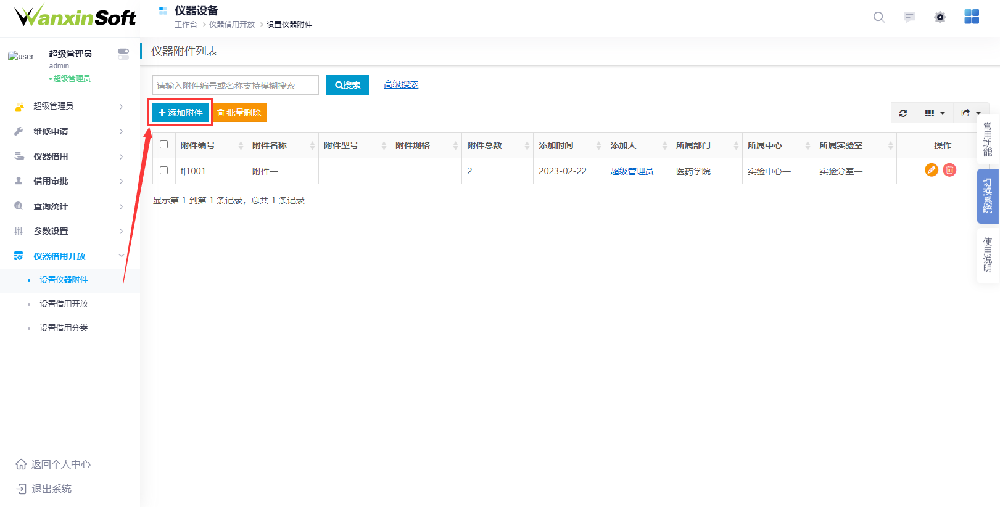 WanxinSoft
仪器设备
工作台 > 仪器借用开放 > 设置仪器附件
user
超级管理员
admin
超级管理员
超级管理员
维修申请
仪器借用
借用审批
查询统计
参数设置
仪器借用开放
设置仪器附件
设置借用开放
设置借用分类
返回个人中心
退出系统
仪器附件列表
请输入附件编号或名称支持模糊搜索 搜索 高级搜索
添加附件 批量删除
附件编号 附件名称 附件型号 附件规格 附件总数 添加时间 添加人 所属部门 所属中心 所属实验室 操作
fj1001 附件一 2 2023-02-22 超级管理员 医药学院 实验中心一 实验分室一
显示第 1 到第 1 条记录，总共 1 条记录
常用功能
切换系统
使用说明